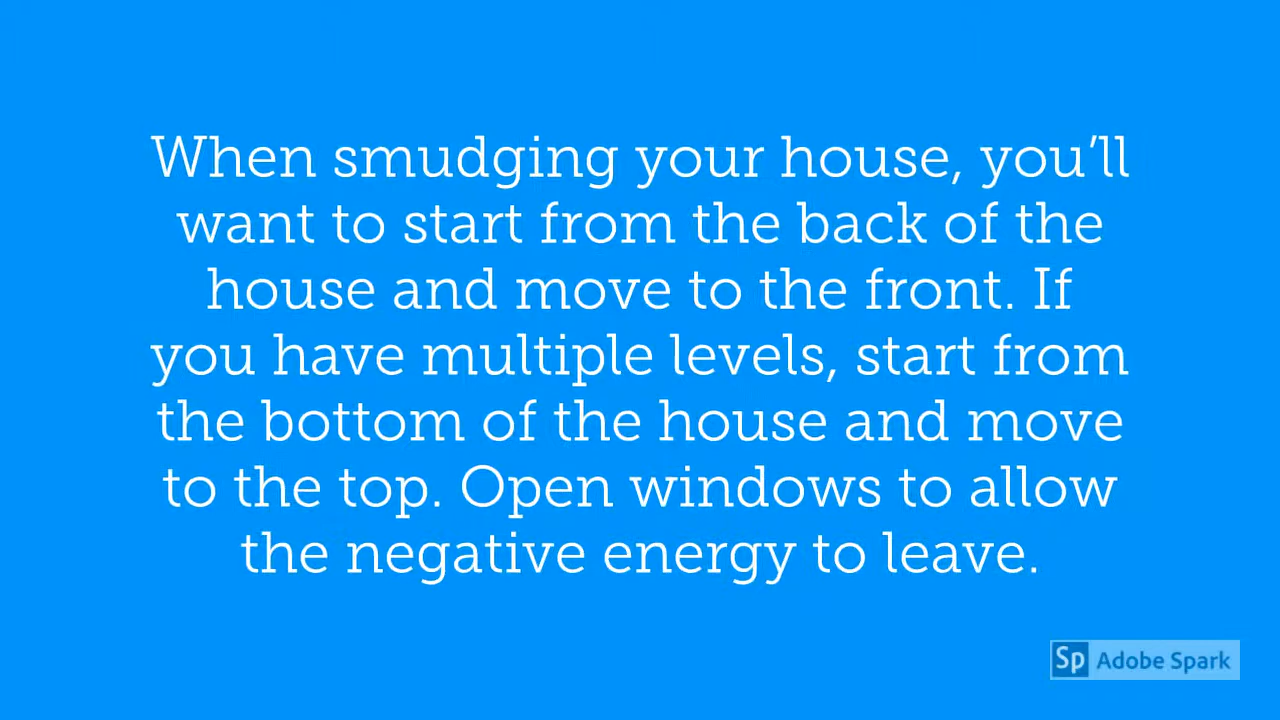 When smudging your house, you’ll
want to start from the back of the
house and move to the front. If
you have multiple levels, start from
the bottom of the house and move
to the top. Open windows to allow
the negative energy to leave.
Sp Adobe Spark